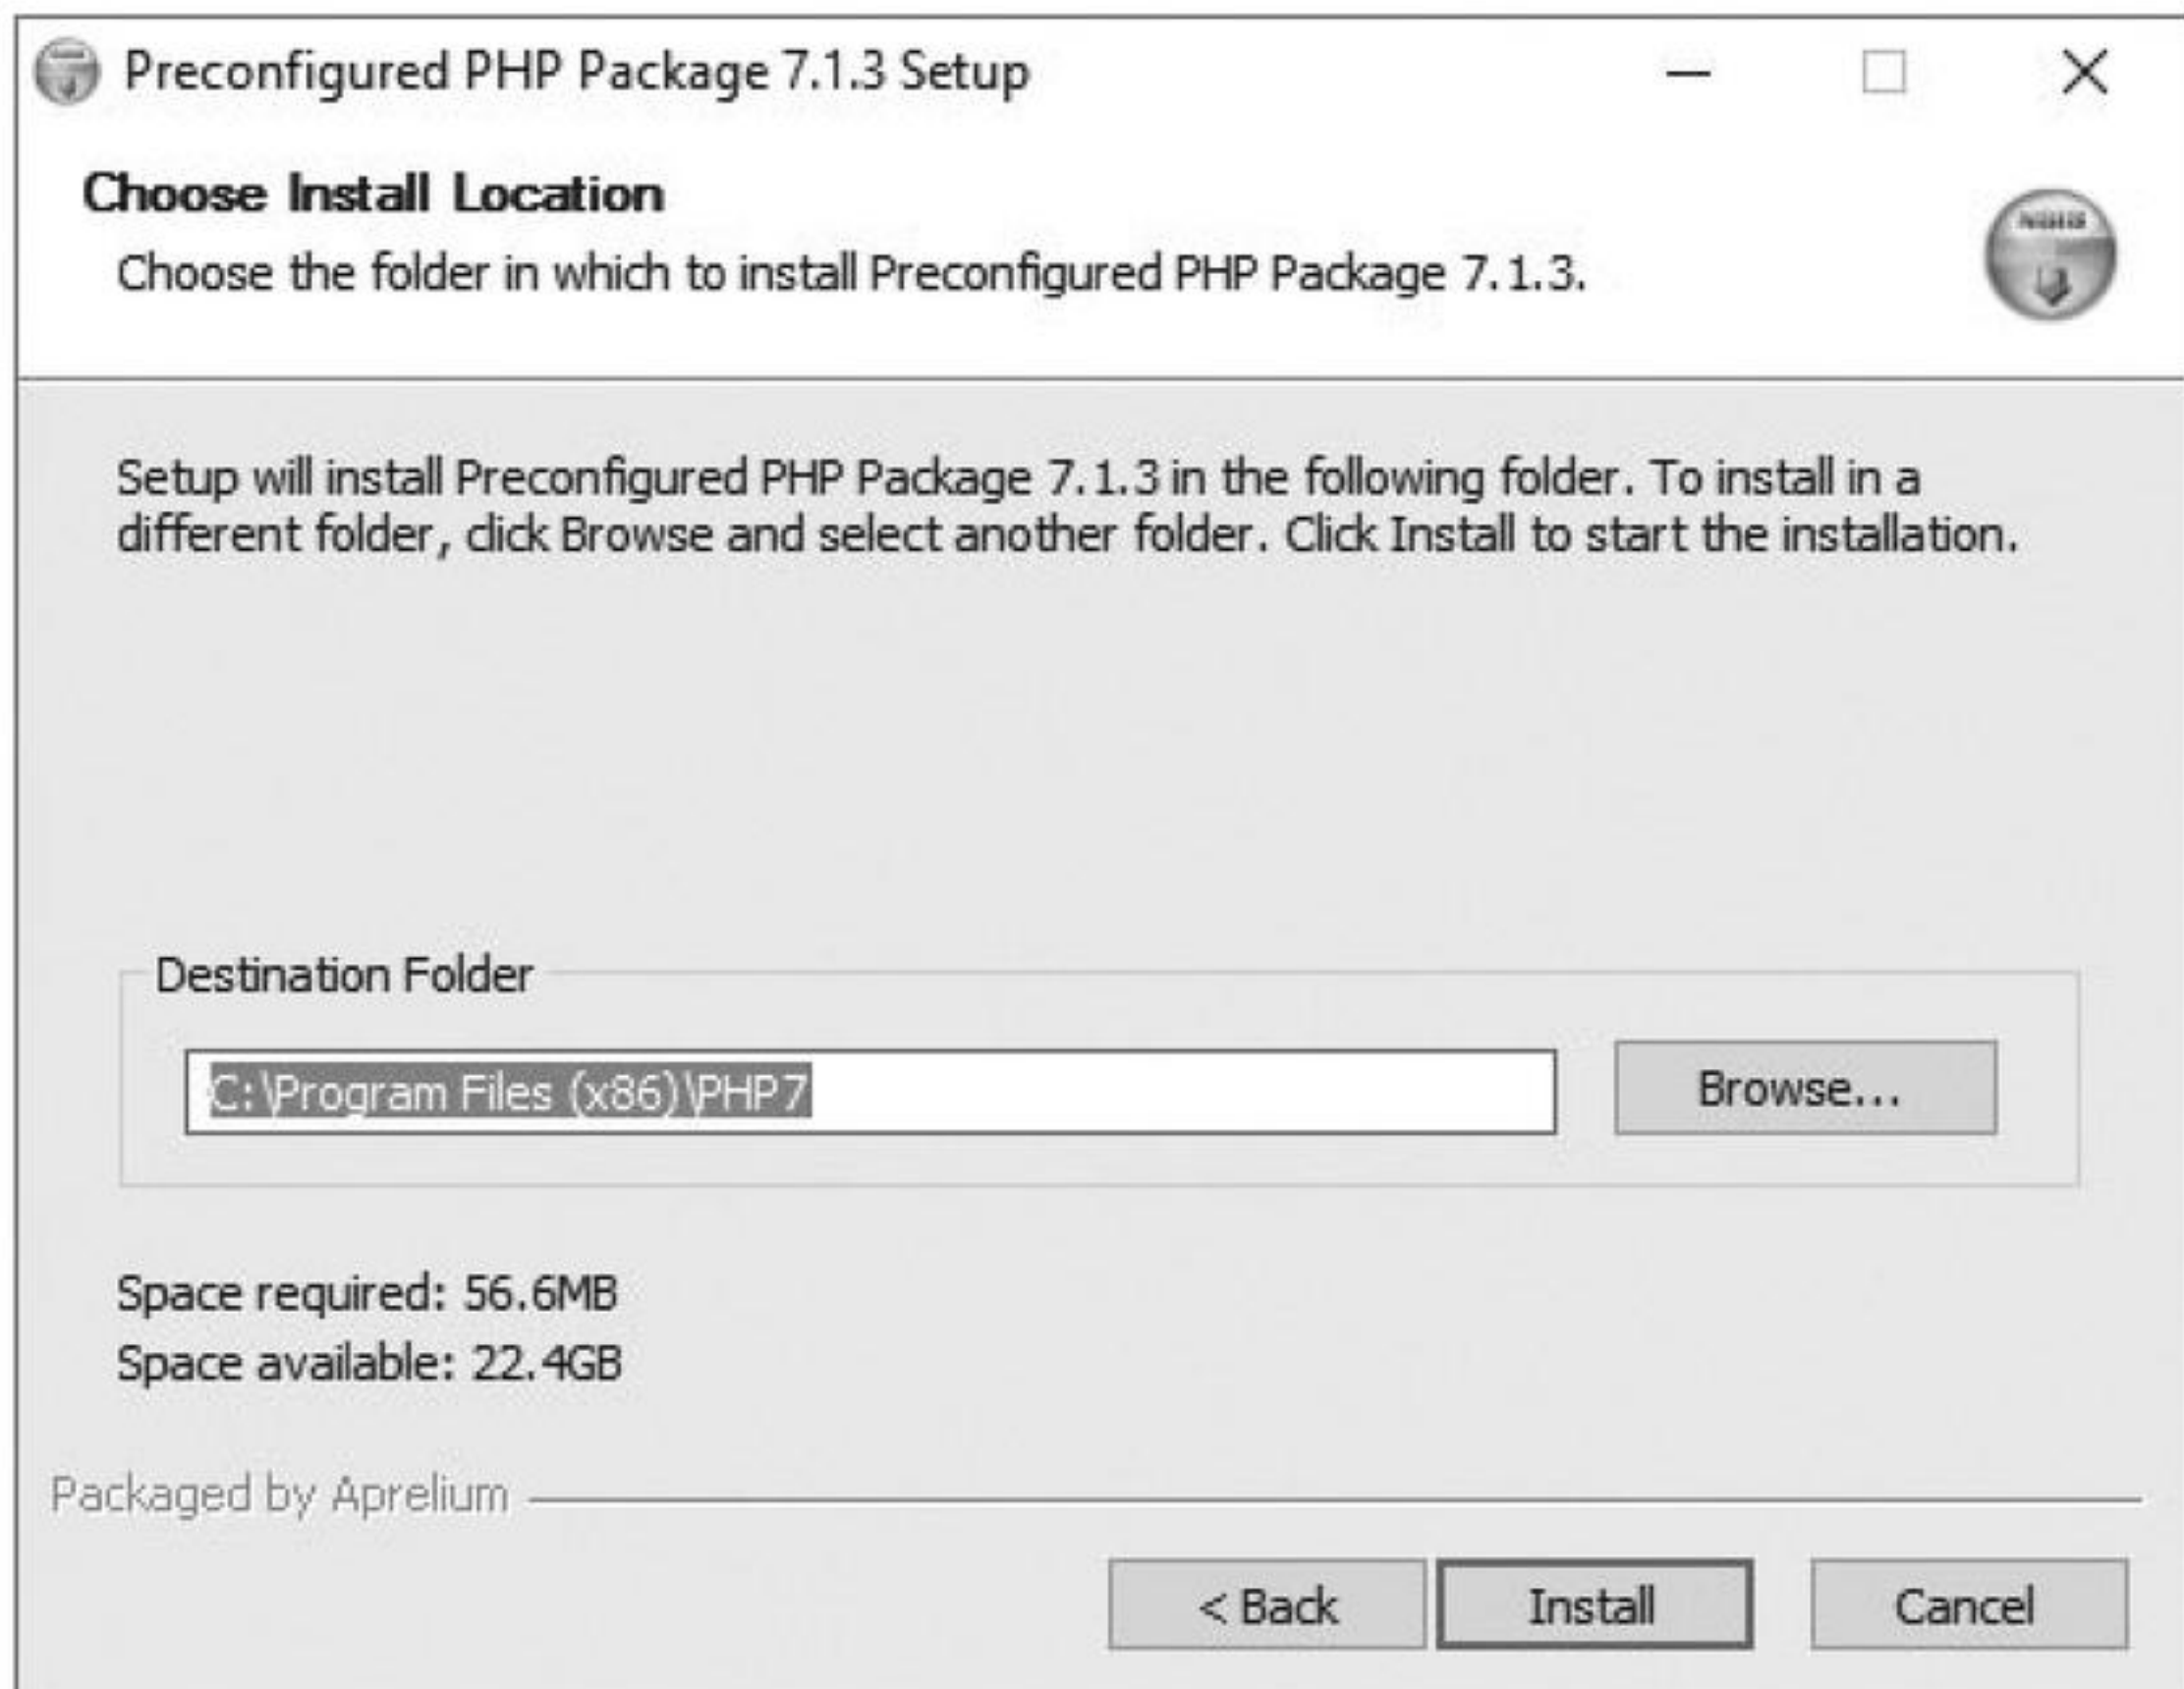 Preconfigured PHP Package 7.1.3 Setup
Choose Install Location
Choose the folder in which to install Preconfigured PHP Package 7.1.3.
Setup will install Preconfigured PHP Package 7.1.3 in the following folder. To install in a
different folder, click Browse and select another folder. Click Install to start the installation.
Destination Folder
C:\Program Files (x86)\PHP7
Browse...
Space required: 56.6MB
Space available: 22.4GB
Packaged by Aprelium
< Back
Install
Cancel